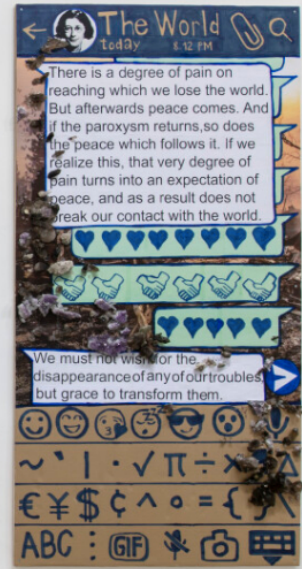 The World
today 8.12 PM
There is a degree of pain on
reaching which we lose the world.
But afterwards peace comes. And
if the paroxysm returns,so does
the peace which follows it. If we
realize this, that very degree of
pain turns into an expectation of
peace, and as a result does not
break our contact with the world.
We must not wish for the
disappearance of any of our troubles,
but grace to transform them.
~ ` | · √ π ÷ × Δ
€ ¥ $ ¢ ^ ° = { } \
ABC : GIF